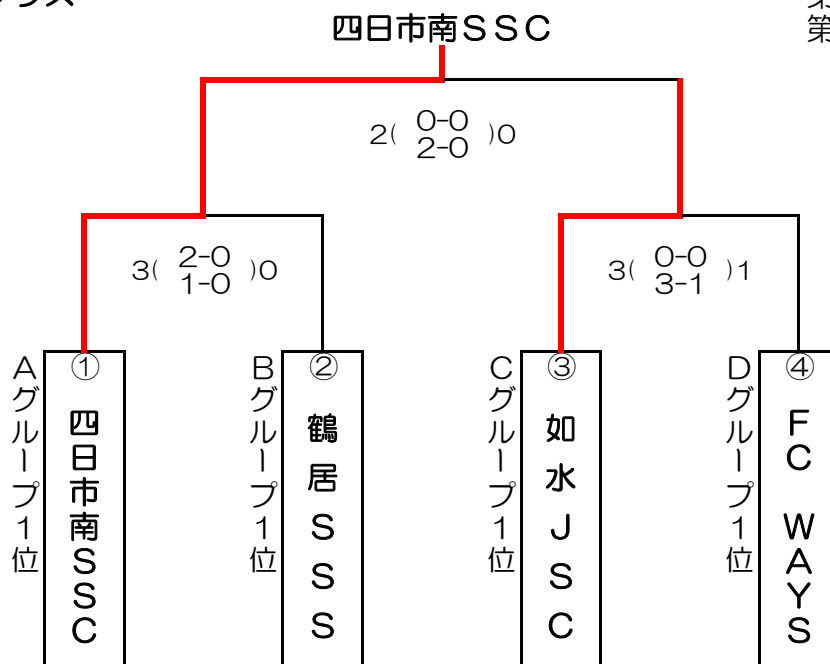 四日市南SSC
第
2( 0-0 )0
2-0
3( 2-0 )0
1-0
3( 0-0 )1
3-1
Aグループ1位
① 四日市南SSC
Bグループ1位
② 鶴居SSS
Cグループ1位
③ 如水JSC
Dグループ1位
④ FC WAYS